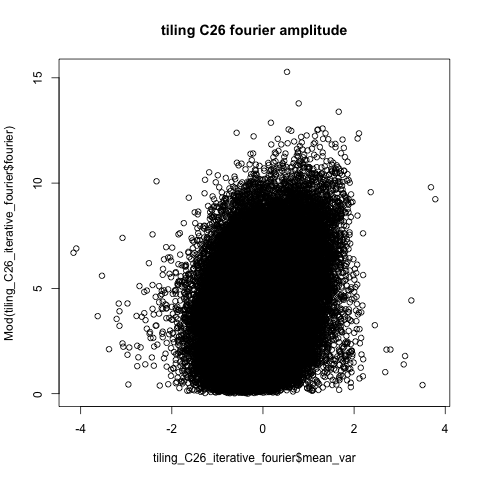 tiling C26 fourier amplitude
Mod(tiling_C26_iterative_fourier$fourier)
15
10
5
0
-4 -2 0 2 4
tiling_C26_iterative_fourier$mean_var